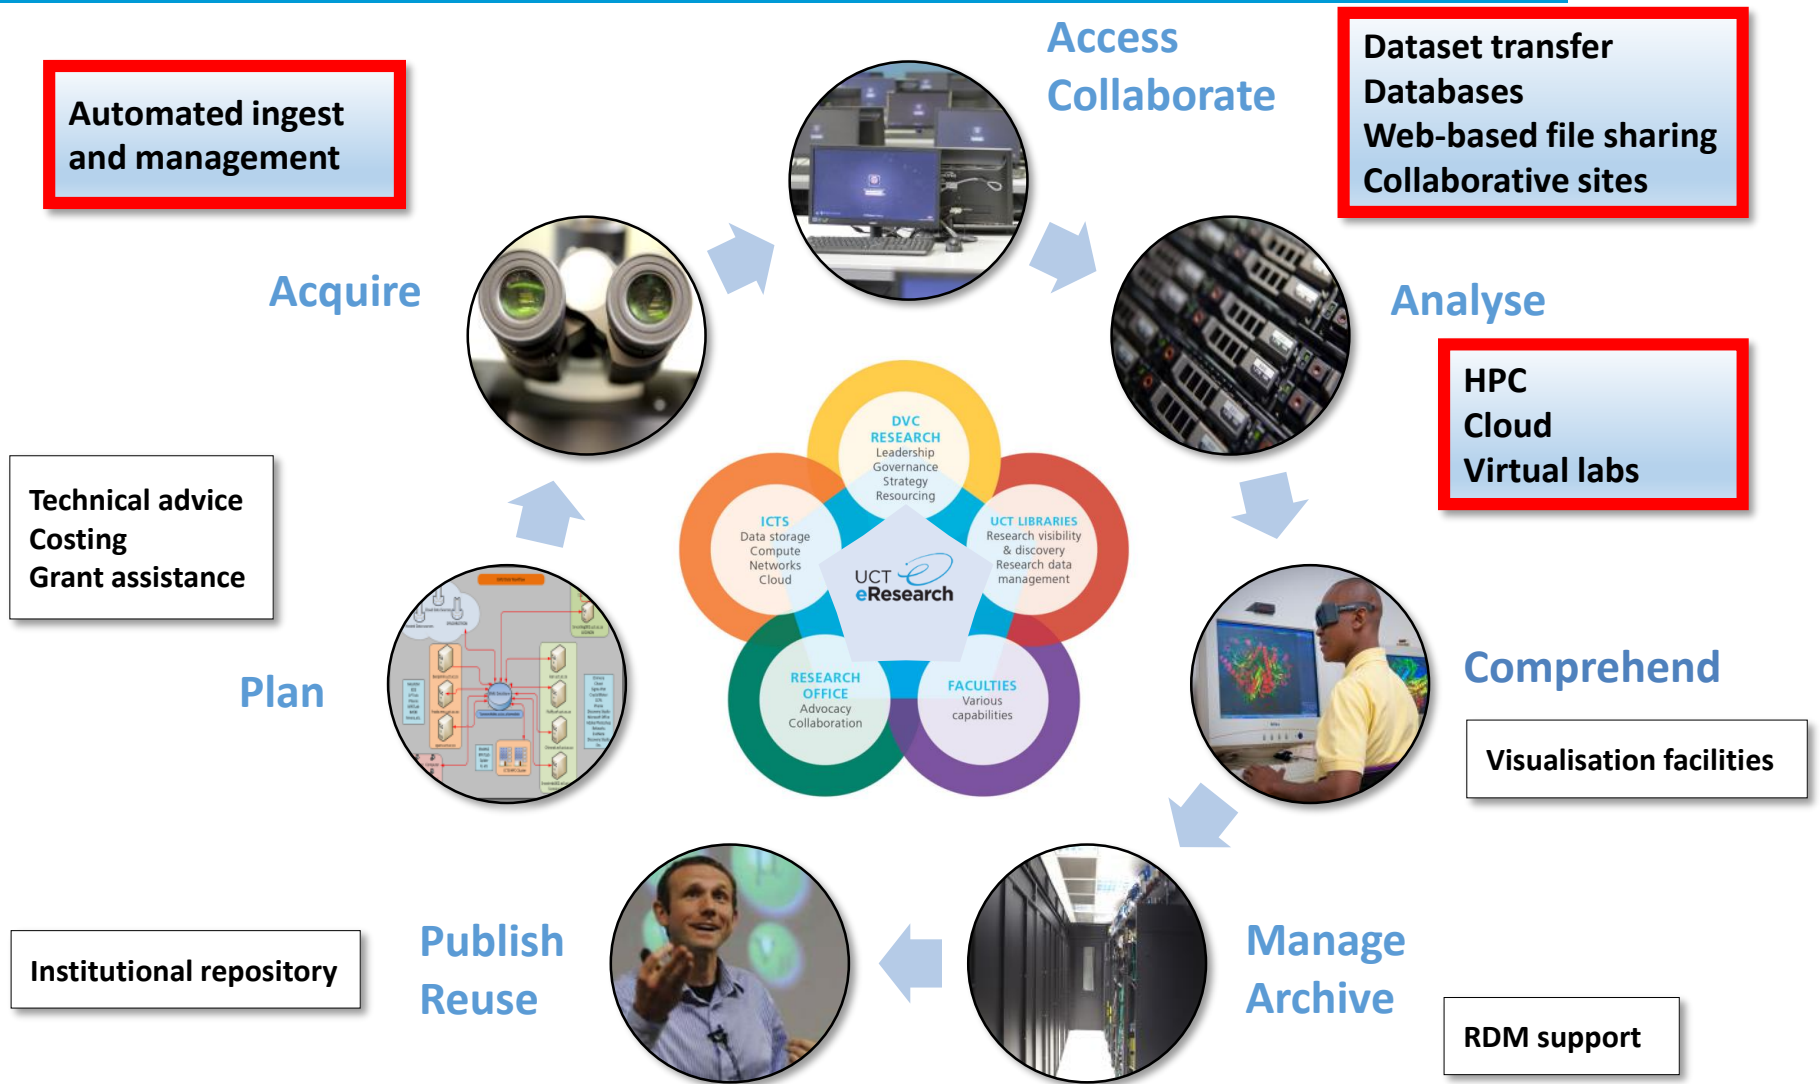 Access
Collaborate
Dataset transfer
Databases
Web-based file sharing
Collaborative sites
Automated ingest
and management
Acquire
Analyse
HPC
Cloud
Virtual labs
DVC
RESEARCH
Leadership
Governance
Strategy
Resourcing
ICTS
Data storage
Compute
Networks
Cloud
UCT LIBRARIES
Research visibility
& discovery
Research data
management
UCT
eResearch
RESEARCH
OFFICE
Advocacy
Collaboration
FACULTIES
Various
capabilities
Technical advice
Costing
Grant assistance
Plan
Comprehend
Visualisation facilities
Publish
Reuse
Institutional repository
Manage
Archive
RDM support